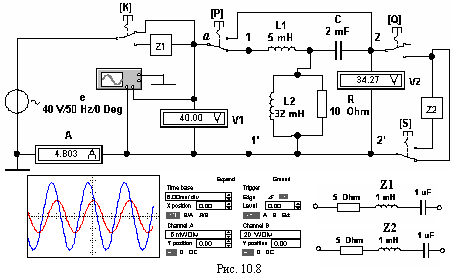 [K]
[P]
L1
C
[Q]
Z1
a
1
5 mH
2 mF
2
e
40 V/50 Hz/0 Deg
L2
32 mH
10
R
Ohm
34.27 V
V2
Z2
40.00 V
V1
[S]
A
4.803 A
1'
2'
Expand
Ground
Time base
Trigger
X position 0.00
Edge
Level 0.00
Y/T B/A A/B
A B Ext
Channel A
Channel B
5 mV/Div
20 V/Div
Y position 0.00
Y position 0.00
AC 0 DC
AC 0 DC
Z1
5 Ohm 1 mH 1 uF
Z2
5 Ohm 1 mH 1 uF
Рис. 10.8